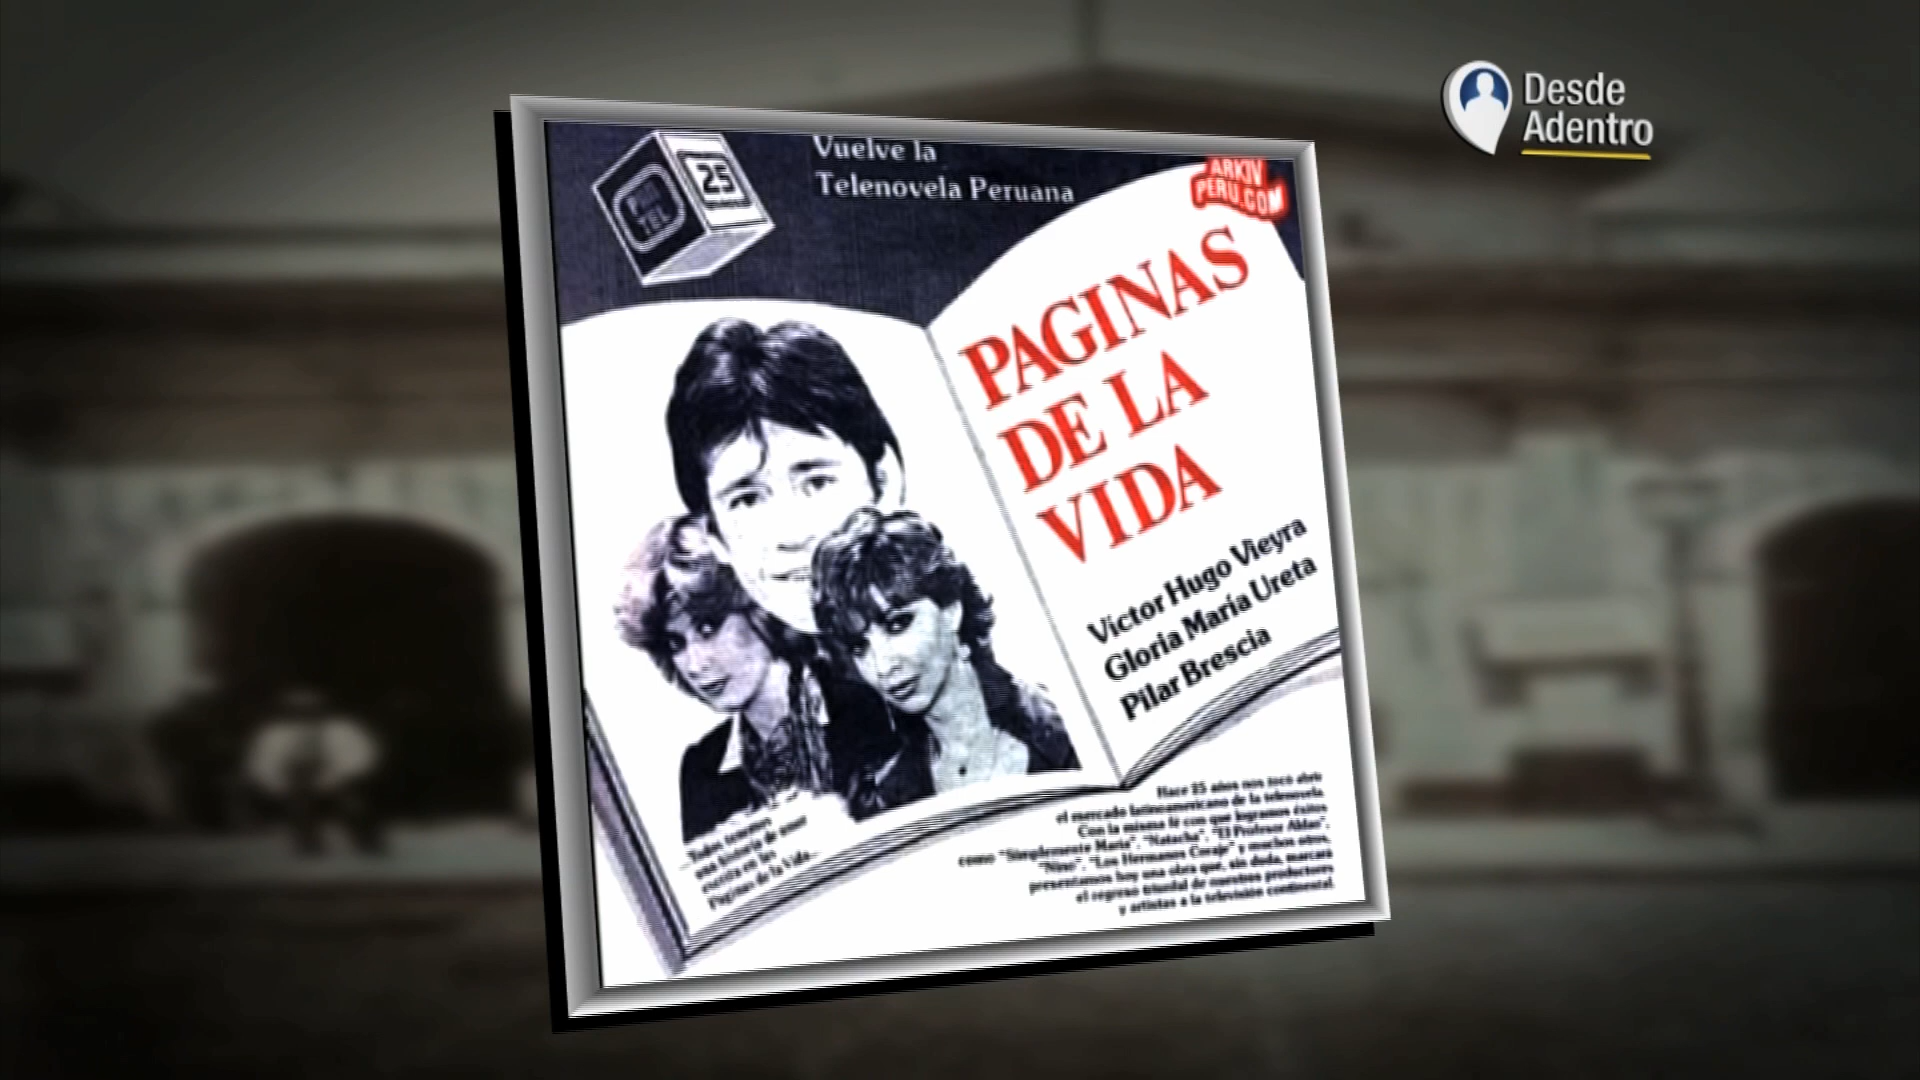 Desde
Adentro
Vuelve la
Telenovela Peruana
25
TEL
ARKIV
PERU.COM
PAGINAS
DE LA
VIDA
Victor Hugo Vieyra
Gloria María Ureta
Pilar Brescia
Todos tenemos
una historia de amor
escrita en las
Paginas de la Vida...
Hace 25 años nos tocó abrir
el mercado latinoamericano de la telenovela.
Con la misma fé con que logramos éxitos
como "Simplemente María", "Natacha", "El Profesor Aldao",
"Nino", "Los Hermanos Coraje" y muchos otros,
presentamos hoy una obra que, sin duda, marcará
el regreso triunfal de nuestros productores
y artistas a la televisión continental.